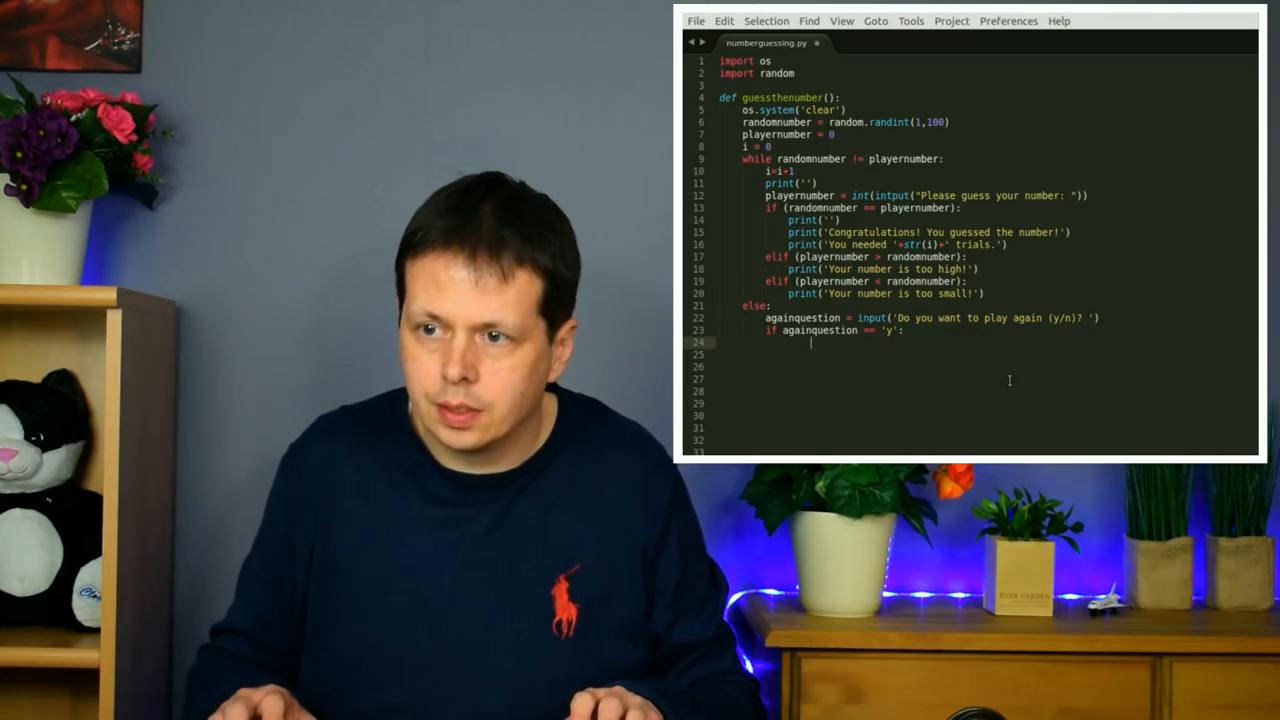 File Edit Selection Find View Goto Tools Project Preferences Help
numberguessing.py
1 import os
2 import random
3
4 def guessthenumber():
5 os.system('clear')
6 randomnumber = random.randint(1,100)
7 playernumber = 0
8 i = 0
9 while randomnumber != playernumber:
10 i=i+1
11 print('')
12 playernumber = int(intput("Please guess your number: "))
13 if (randomnumber == playernumber):
14 print('')
15 print('Congratulations! You guessed the number!')
16 print('You needed '+str(i)+' trials.')
17 elif (playernumber > randomnumber):
18 print('Your number is too high!')
19 elif (playernumber < randomnumber):
20 print('Your number is too small!')
21 else:
22 againquestion = input('Do you want to play again (y/n)? ')
23 if againquestion == 'y':
24
25
26
27
28
29
30
31
32
33
HERB GARDEN